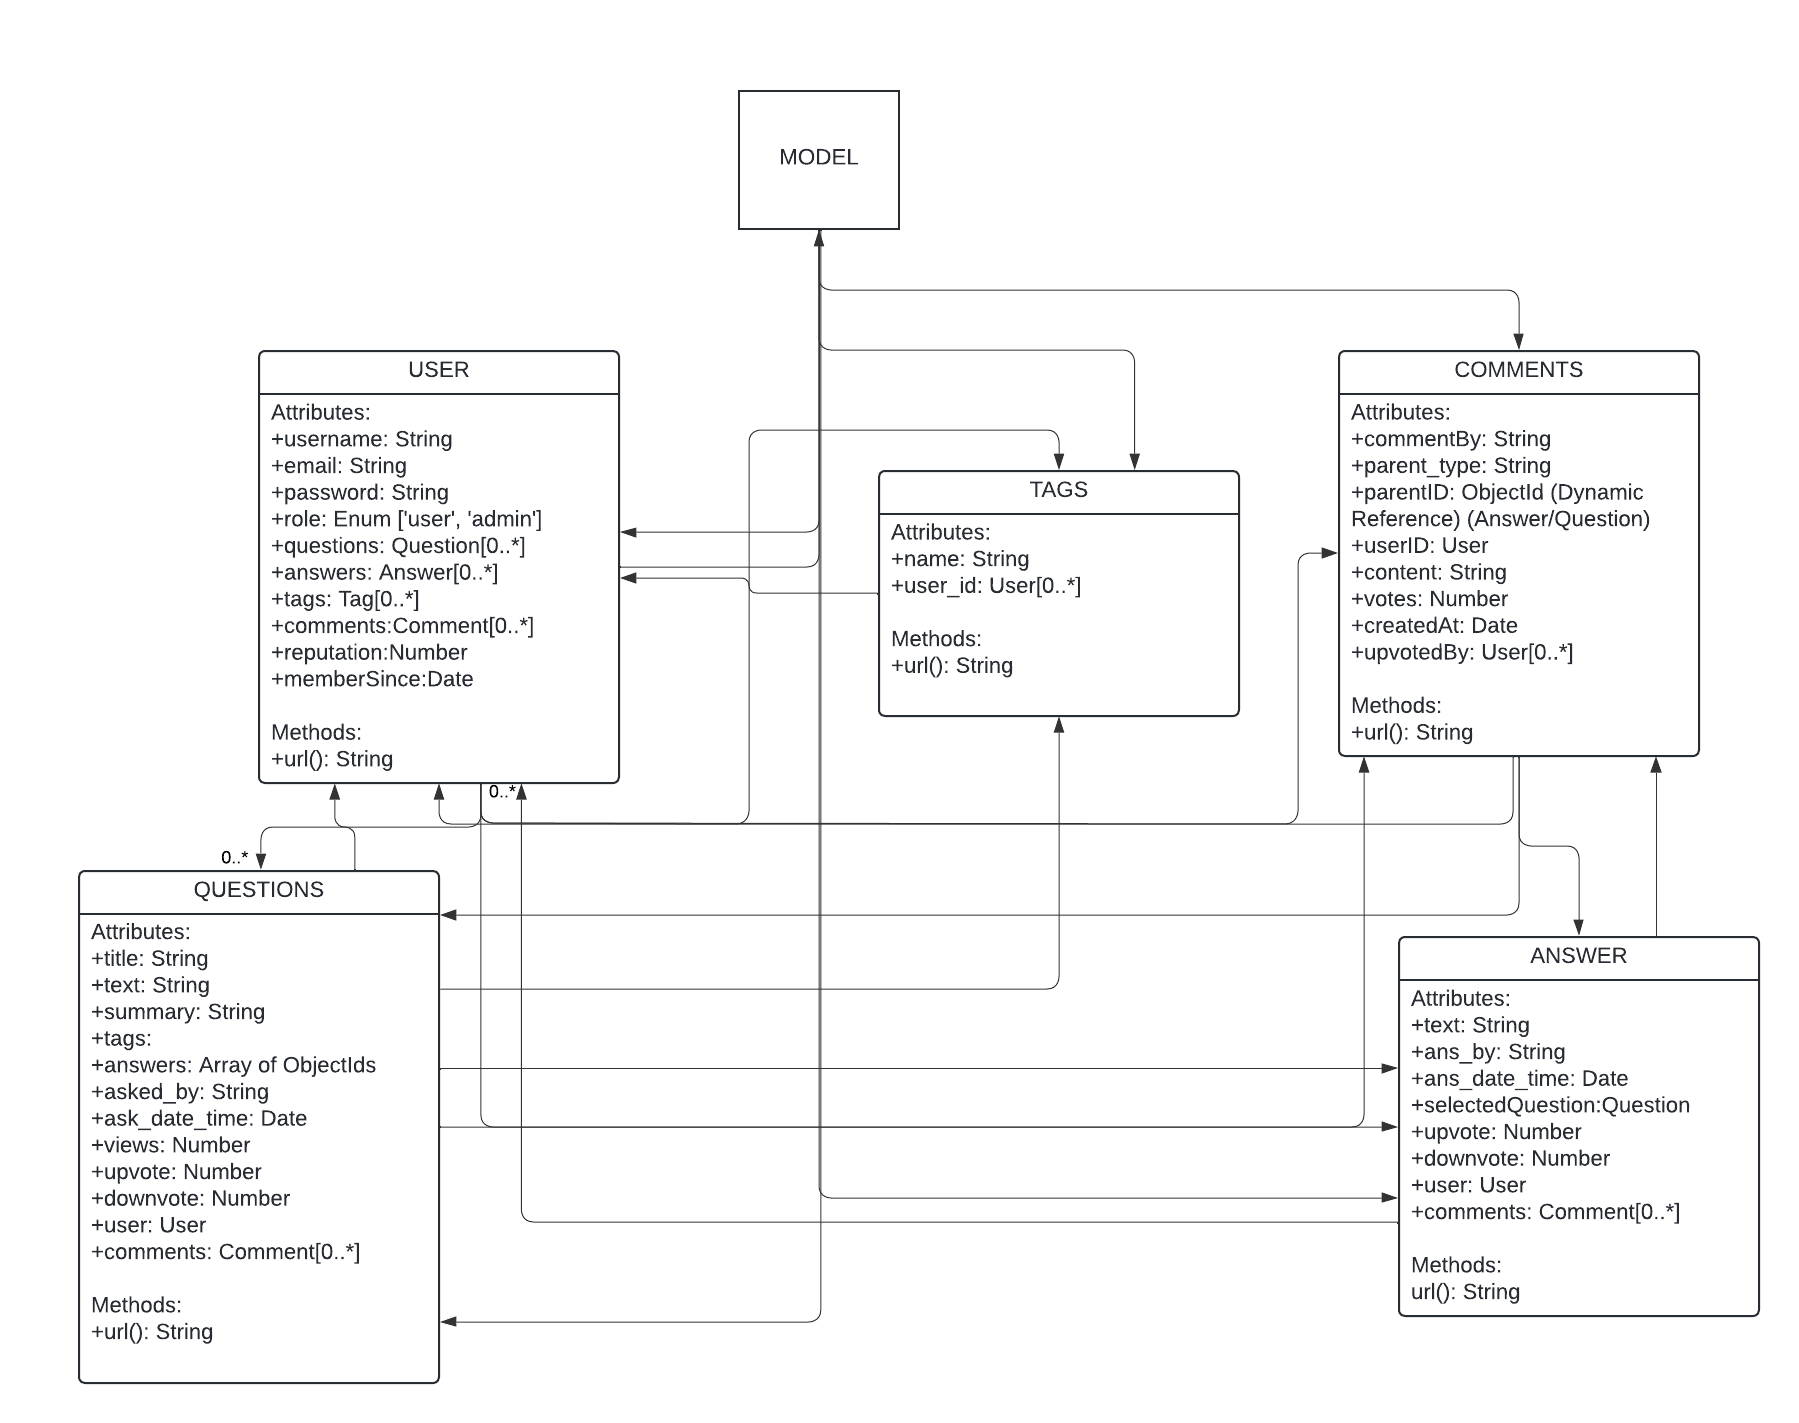 MODEL
USER
Attributes:
+username: String
+email: String
+password: String
+role: Enum ['user', 'admin']
+questions: Question[0..*]
+answers: Answer[0..*]
+tags: Tag[0..*]
+comments:Comment[0..*]
+reputation:Number
+memberSince:Date
Methods:
+url(): String
TAGS
Attributes:
+name: String
+user_id: User[0..*]
Methods:
+url(): String
COMMENTS
Attributes:
+commentBy: String
+parent_type: String
+parentID: ObjectId (Dynamic
Reference) (Answer/Question)
+userID: User
+content: String
+votes: Number
+createdAt: Date
+upvotedBy: User[0..*]
Methods:
+url(): String
0..*
0..*
QUESTIONS
Attributes:
+title: String
+text: String
+summary: String
+tags:
+answers: Array of ObjectIds
+asked_by: String
+ask_date_time: Date
+views: Number
+upvote: Number
+downvote: Number
+user: User
+comments: Comment[0..*]
Methods:
+url(): String
ANSWER
Attributes:
+text: String
+ans_by: String
+ans_date_time: Date
+selectedQuestion:Question
+upvote: Number
+downvote: Number
+user: User
+comments: Comment[0..*]
Methods:
url(): String